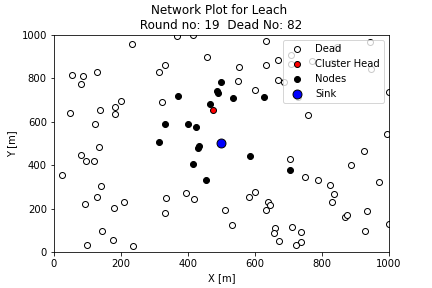 Network Plot for Leach
Round no: 19 Dead No: 82
1000
800
600
400
200
0
Y [m]
Dead
Cluster Head
Nodes
Sink
0 200 400 600 800 1000
X [m]